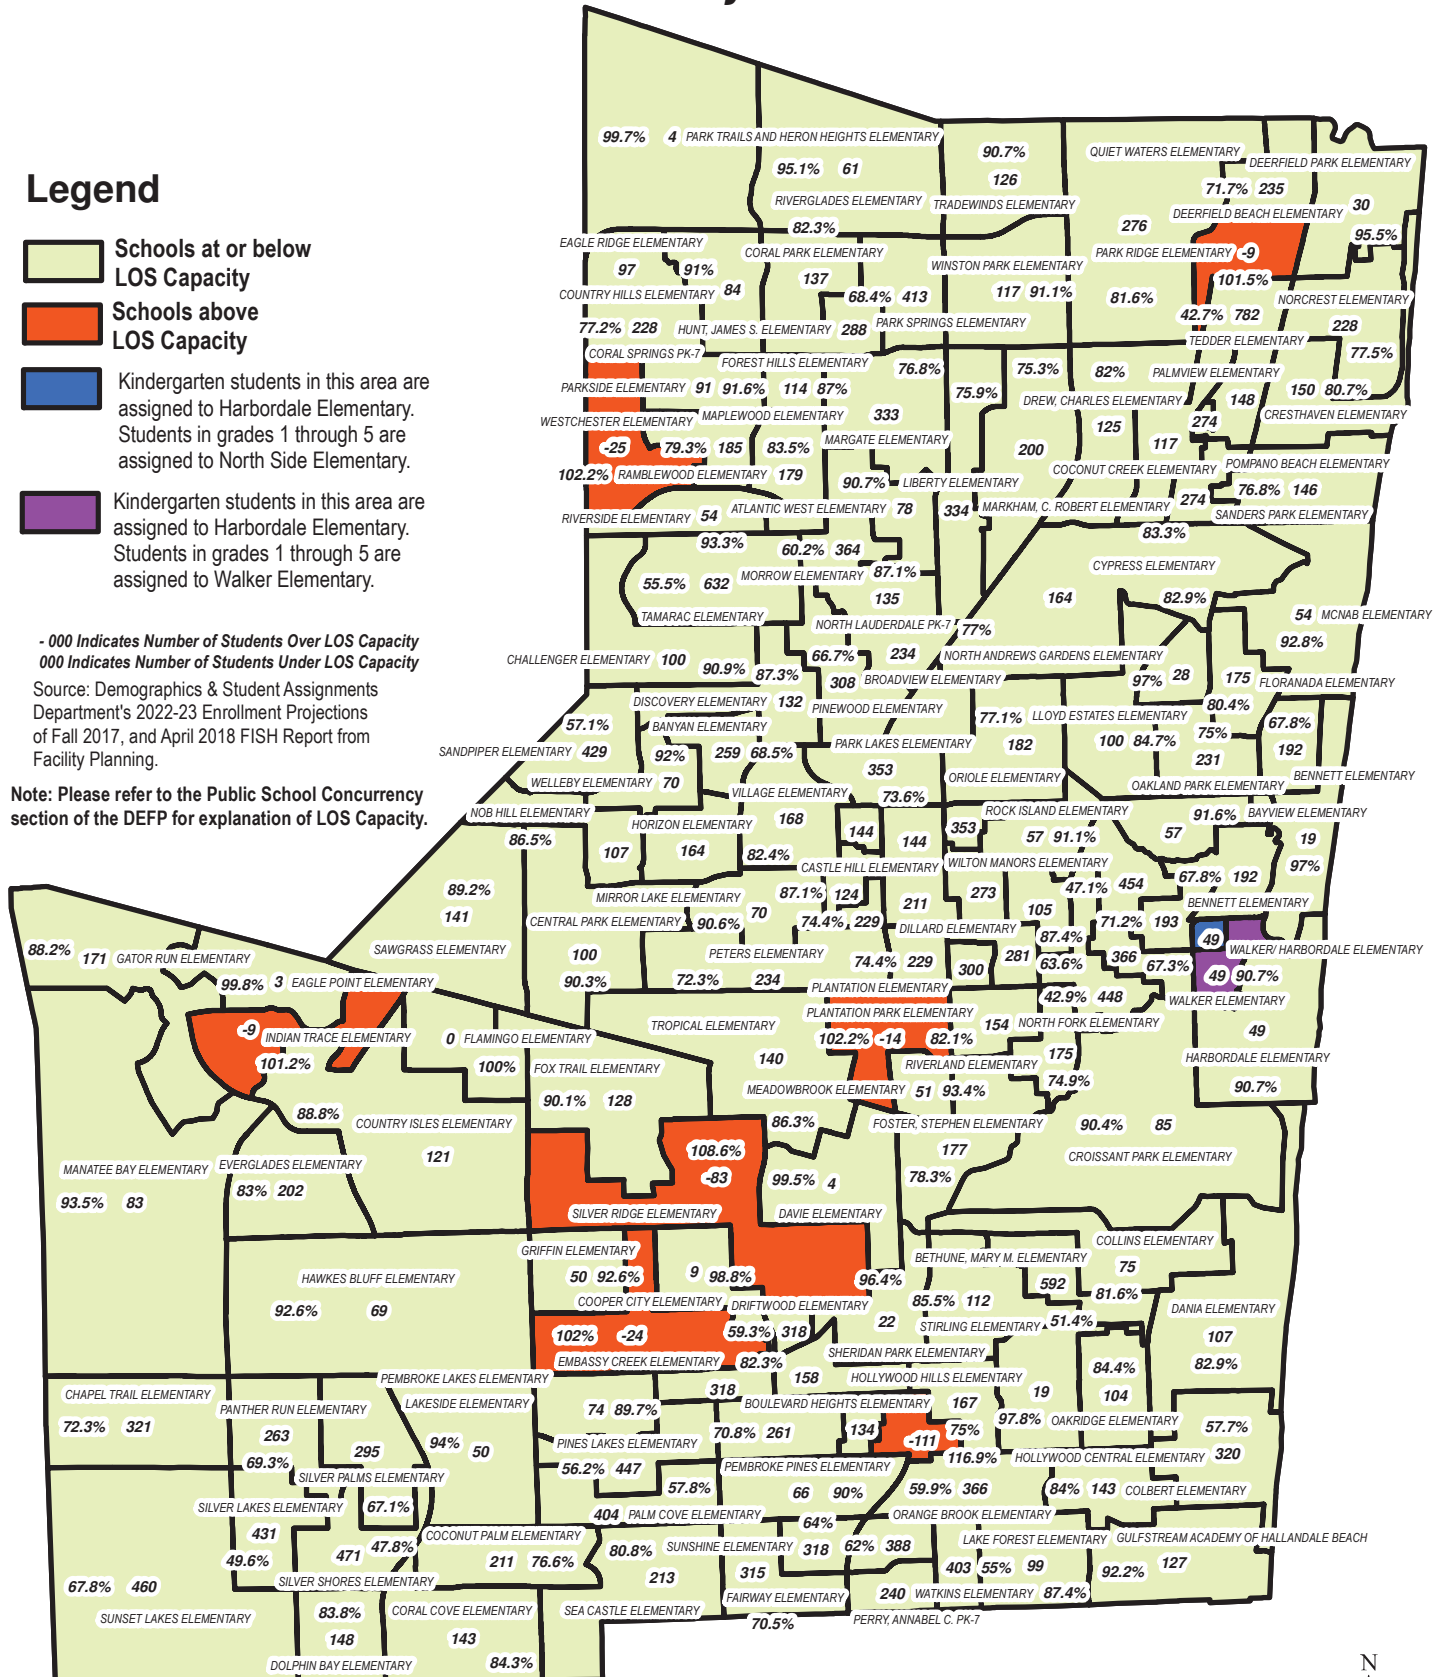 Legend
Schools at or below
LOS Capacity
Schools above
LOS Capacity
Kindergarten students in this area are
assigned to Harbordale Elementary.
Students in grades 1 through 5 are
assigned to North Side Elementary.
Kindergarten students in this area are
assigned to Harbordale Elementary.
Students in grades 1 through 5 are
assigned to Walker Elementary.
- 000 Indicates Number of Students Over LOS Capacity
000 Indicates Number of Students Under LOS Capacity
Source: Demographics & Student Assignments
Department's 2022-23 Enrollment Projections
of Fall 2017, and April 2018 FISH Report from
Facility Planning.
Note: Please refer to the Public School Concurrency
section of the DEFP for explanation of LOS Capacity.
99.7% 4 PARK TRAILS AND HERON HEIGHTS ELEMENTARY
95.1% 61
RIVERGLADES ELEMENTARY
90.7%
126
TRADEWINDS ELEMENTARY
QUIET WATERS ELEMENTARY
DEERFIELD PARK ELEMENTARY
71.7% 235
DEERFIELD BEACH ELEMENTARY
30
95.5%
276
82.3%
EAGLE RIDGE ELEMENTARY
CORAL PARK ELEMENTARY
PARK RIDGE ELEMENTARY -9
97
91%
84
137
WINSTON PARK ELEMENTARY
117 91.1%
101.5%
COUNTRY HILLS ELEMENTARY
68.4% 413
81.6%
NORCREST ELEMENTARY
77.2% 228
HUNT, JAMES S. ELEMENTARY 288
PARK SPRINGS ELEMENTARY
42.7% 782
228
CORAL SPRINGS PK-7
FOREST HILLS ELEMENTARY
TEDDER ELEMENTARY
77.5%
76.8%
75.3%
82%
PALMVIEW ELEMENTARY
PARKSIDE ELEMENTARY 91 91.6% 114 87%
75.9%
DREW, CHARLES ELEMENTARY
148
150 80.7%
WESTCHESTER ELEMENTARY
MAPLEWOOD ELEMENTARY
333
125
274
CRESTHAVEN ELEMENTARY
-25 79.3% 185 83.5%
MARGATE ELEMENTARY
200
117
102.2% RAMBLEWOOD ELEMENTARY 179
90.7% LIBERTY ELEMENTARY
COCONUT CREEK ELEMENTARY
POMPANO BEACH ELEMENTARY
76.8% 146
RIVERSIDE ELEMENTARY 54
ATLANTIC WEST ELEMENTARY 78
334
MARKHAM, C. ROBERT ELEMENTARY 274
SANDERS PARK ELEMENTARY
93.3%
60.2% 364
83.3%
55.5% 632
MORROW ELEMENTARY 87.1%
CYPRESS ELEMENTARY
135
164
82.9%
TAMARAC ELEMENTARY
NORTH LAUDERDALE PK-7 77%
54 MCNAB ELEMENTARY
92.8%
CHALLENGER ELEMENTARY 100
90.9%
87.3%
66.7%
234
NORTH ANDREWS GARDENS ELEMENTARY
308
BROADVIEW ELEMENTARY
97% 28
175 FLORANADA ELEMENTARY
DISCOVERY ELEMENTARY 132
PINEWOOD ELEMENTARY
80.4%
57.1%
BANYAN ELEMENTARY
77.1%
LLOYD ESTATES ELEMENTARY
67.8%
SANDPIPER ELEMENTARY 429
92%
259 68.5%
PARK LAKES ELEMENTARY
182
100 84.7%
75%
192
353
231
WELLEBY ELEMENTARY 70
VILLAGE ELEMENTARY
ORIOLE ELEMENTARY
OAKLAND PARK ELEMENTARY
BENNETT ELEMENTARY
73.6%
NOB HILL ELEMENTARY
HORIZON ELEMENTARY
168
ROCK ISLAND ELEMENTARY
91.6% BAYVIEW ELEMENTARY
86.5%
107
164
82.4%
144
144
353
57 91.1%
57
19
CASTLE HILL ELEMENTARY
WILTON MANORS ELEMENTARY
97%
89.2%
141
MIRROR LAKE ELEMENTARY
87.1% 124
211
273
47.1% 454
67.8% 192
CENTRAL PARK ELEMENTARY 90.6% 70
74.4% 229
105
71.2% 193
BENNETT ELEMENTARY
DILLARD ELEMENTARY
87.4%
49
SAWGRASS ELEMENTARY
100
PETERS ELEMENTARY
281
WALKER/ HARBORDALE ELEMENTARY
88.2% 171 GATOR RUN ELEMENTARY
74.4% 229
300
63.6%
366
67.3%
49 90.7%
99.8% 3 EAGLE POINT ELEMENTARY
90.3%
72.3% 234
PLANTATION ELEMENTARY
42.9% 448
WALKER ELEMENTARY
PLANTATION PARK ELEMENTARY
-9
INDIAN TRACE ELEMENTARY
0 FLAMINGO ELEMENTARY
TROPICAL ELEMENTARY
102.2% -14 82.1%
154
NORTH FORK ELEMENTARY
49
101.2%
100%
FOX TRAIL ELEMENTARY
140
RIVERLAND ELEMENTARY
175
HARBORDALE ELEMENTARY
90.1% 128
MEADOWBROOK ELEMENTARY 51 93.4%
74.9%
90.7%
88.8%
COUNTRY ISLES ELEMENTARY
86.3%
FOSTER, STEPHEN ELEMENTARY
90.4% 85
121
108.6%
177
CROISSANT PARK ELEMENTARY
MANATEE BAY ELEMENTARY
EVERGLADES ELEMENTARY
-83
99.5% 4
78.3%
93.5% 83
83% 202
SILVER RIDGE ELEMENTARY
DAVIE ELEMENTARY
GRIFFIN ELEMENTARY
BETHUNE, MARY M. ELEMENTARY
COLLINS ELEMENTARY
HAWKES BLUFF ELEMENTARY
50 92.6%
9 98.8%
96.4%
592
75
92.6% 69
COOPER CITY ELEMENTARY
DRIFTWOOD ELEMENTARY
85.5% 112
81.6%
DANIA ELEMENTARY
102% -24
59.3% 318
22
STIRLING ELEMENTARY 51.4%
107
EMBASSY CREEK ELEMENTARY 82.3%
SHERIDAN PARK ELEMENTARY
84.4%
82.9%
PEMBROKE LAKES ELEMENTARY
158
HOLLYWOOD HILLS ELEMENTARY
104
CHAPEL TRAIL ELEMENTARY
LAKESIDE ELEMENTARY
318
BOULEVARD HEIGHTS ELEMENTARY 167
19
72.3% 321
PANTHER RUN ELEMENTARY
74 89.7%
97.8%
OAKRIDGE ELEMENTARY
57.7%
263
295
94% 50
PINES LAKES ELEMENTARY
70.8% 261
134
-111
75%
320
69.3%
56.2% 447
PEMBROKE PINES ELEMENTARY
116.9%
HOLLYWOOD CENTRAL ELEMENTARY
SILVER PALMS ELEMENTARY
57.8%
66 90%
59.9% 366
84% 143 COLBERT ELEMENTARY
SILVER LAKES ELEMENTARY 67.1%
404 PALM COVE ELEMENTARY
64%
ORANGE BROOK ELEMENTARY
431
COCONUT PALM ELEMENTARY
LAKE FOREST ELEMENTARY
GULFSTREAM ACADEMY OF HALLANDALE BEACH
49.6%
471 47.8%
211 76.6%
80.8% SUNSHINE ELEMENTARY 318 62% 388
403 55% 99
92.2% 127
67.8% 460
SILVER SHORES ELEMENTARY
213
315
240 WATKINS ELEMENTARY 87.4%
SUNSET LAKES ELEMENTARY
83.8%
CORAL COVE ELEMENTARY
SEA CASTLE ELEMENTARY
FAIRWAY ELEMENTARY
PERRY, ANNABEL C. PK-7
148
143
70.5%
DOLPHIN BAY ELEMENTARY
84.3%
N